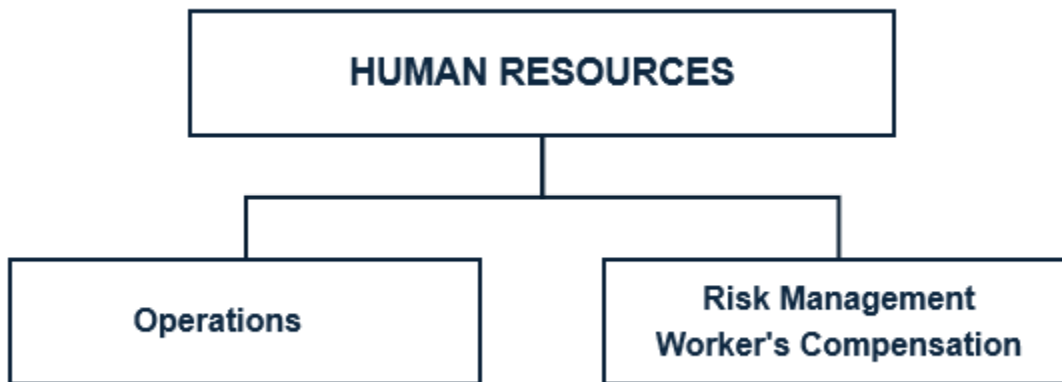 HUMAN RESOURCES
Operations
Risk Management
Worker's Compensation